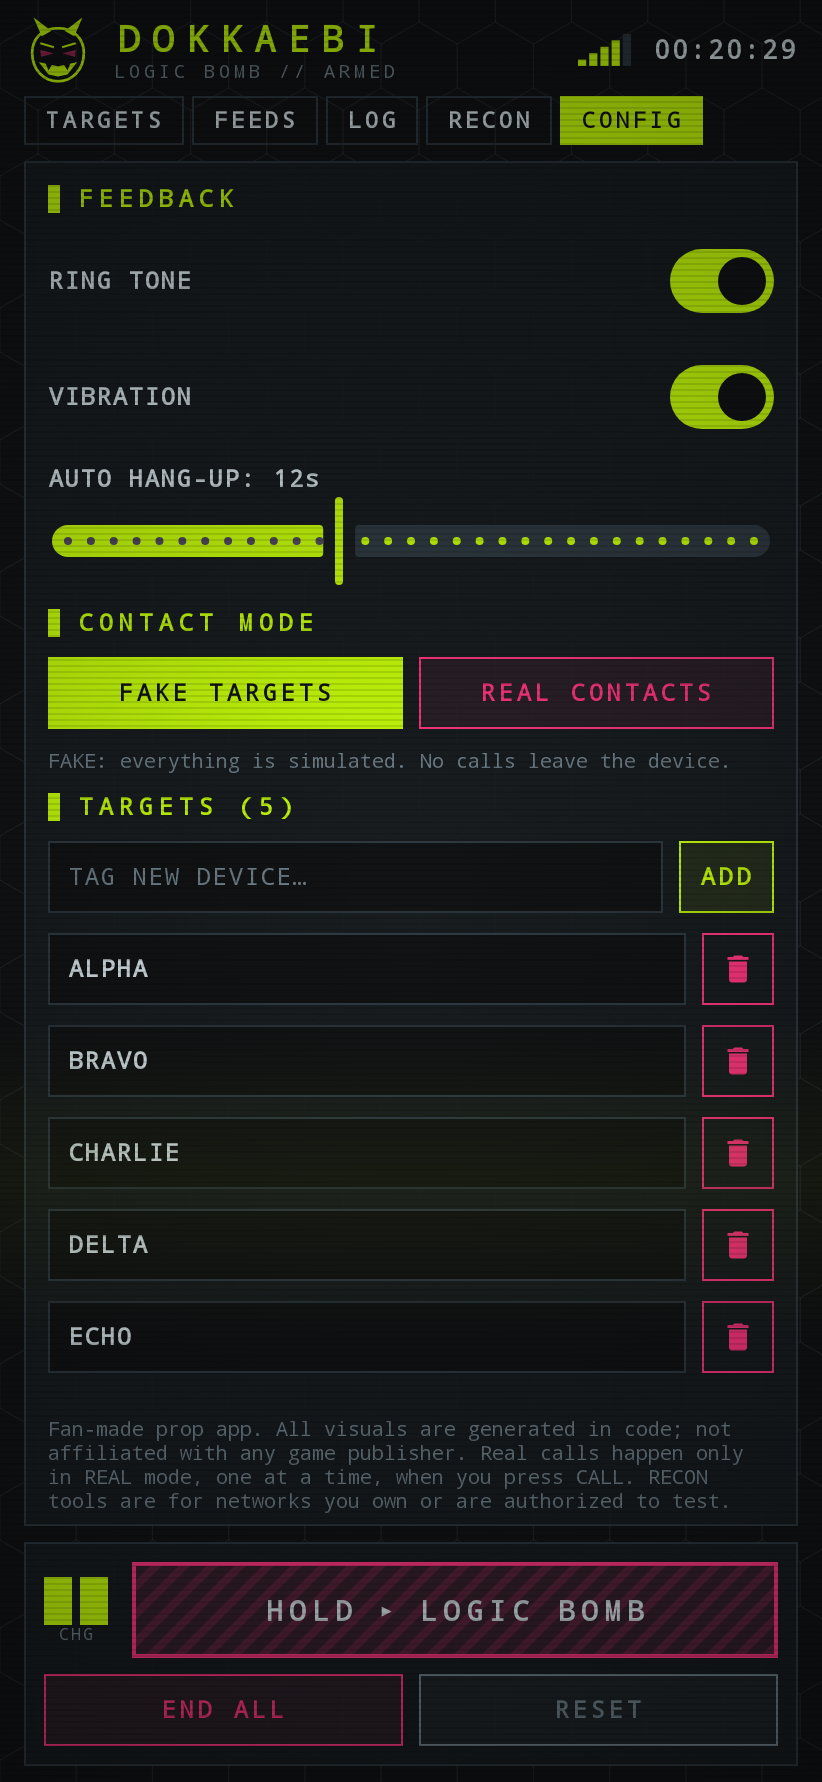 DOKKAEBI
LOGIC BOMB // ARMED
00:20:29
TARGETS
FEEDS
LOG
RECON
CONFIG
FEEDBACK
RING TONE
VIBRATION
AUTO HANG-UP: 12s
CONTACT MODE
FAKE TARGETS
REAL CONTACTS
FAKE: everything is simulated. No calls leave the device.
TARGETS (5)
TAG NEW DEVICE…
ADD
ALPHA
BRAVO
CHARLIE
DELTA
ECHO
Fan-made prop app. All visuals are generated in code; not
affiliated with any game publisher. Real calls happen only
in REAL mode, one at a time, when you press CALL. RECON
tools are for networks you own or are authorized to test.
CHG
HOLD ▸ LOGIC BOMB
END ALL
RESET